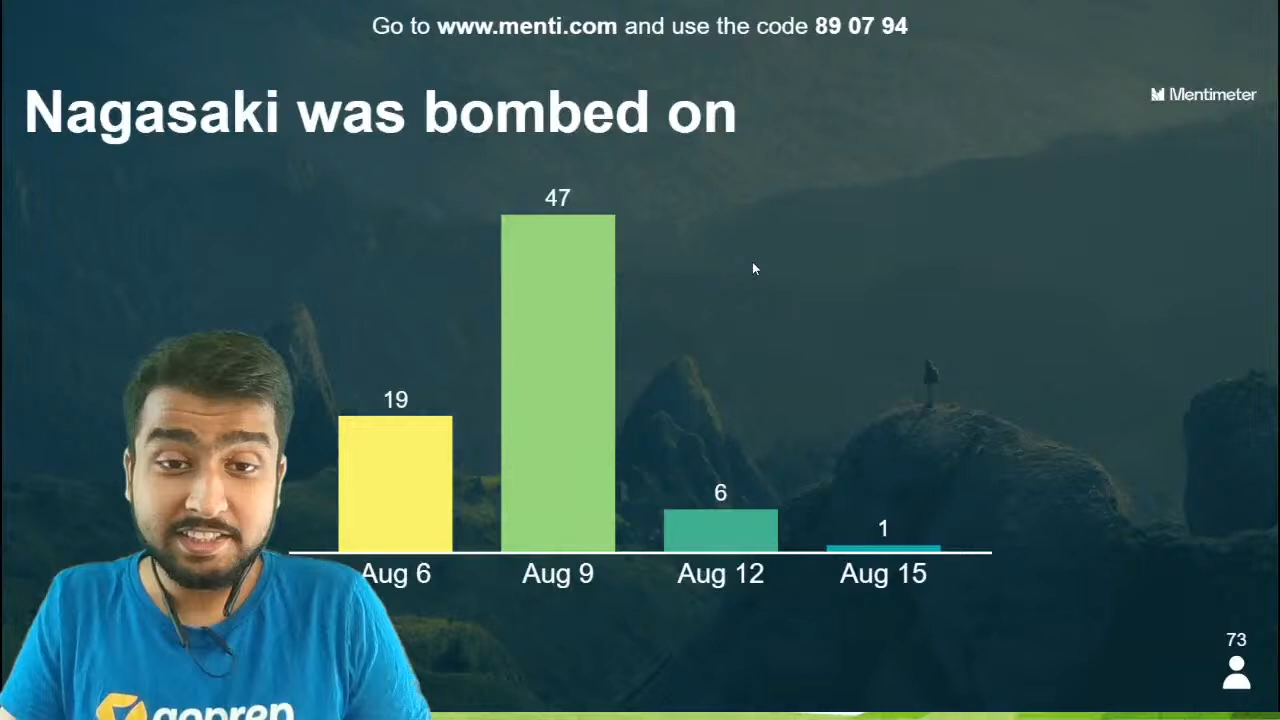 Go to www.menti.com and use the code 89 07 94
Nagasaki was bombed on
Mentimeter
47
19
6
1
Aug 6 Aug 9 Aug 12 Aug 15
73
goprep